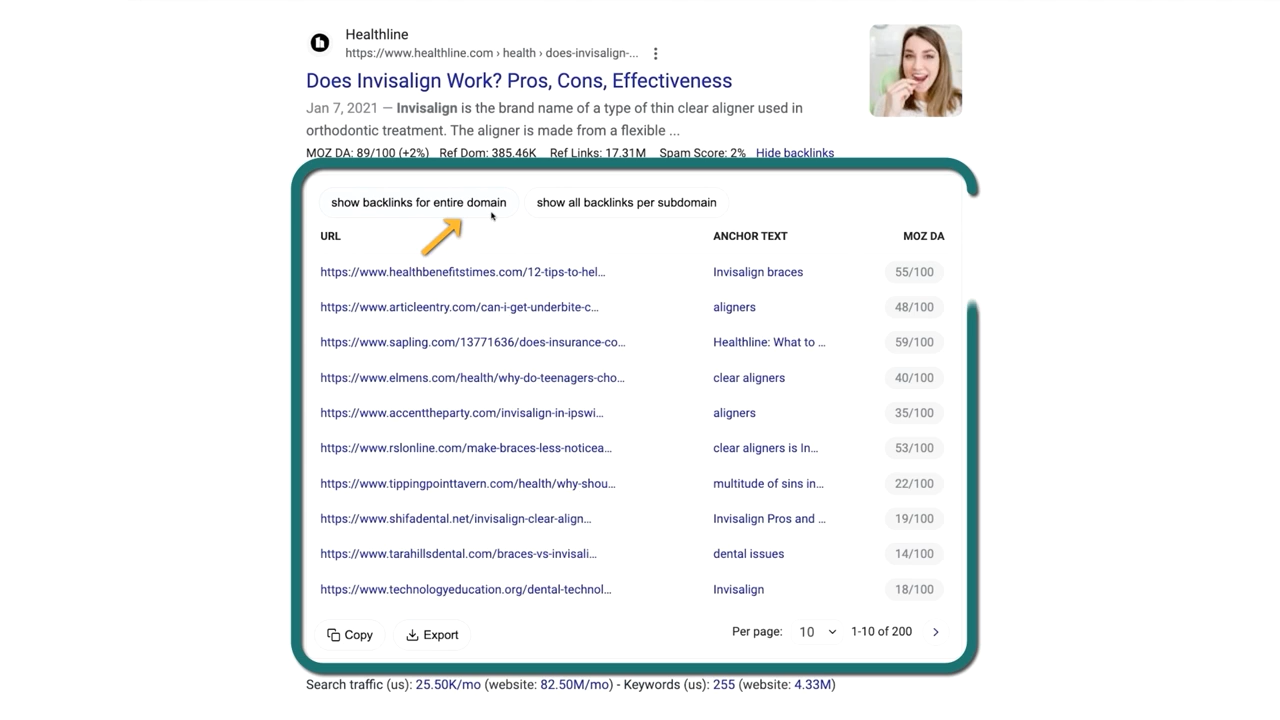 Healthline
https://www.healthline.com › health › does-invisalign-...
Does Invisalign Work? Pros, Cons, Effectiveness
Jan 7, 2021 — Invisalign is the brand name of a type of thin clear aligner used in
orthodontic treatment. The aligner is made from a flexible ...
MOZ DA: 89/100 (+2%) Ref Dom: 385.46K Ref Links: 17.31M Spam Score: 2% Hide backlinks
show backlinks for entire domain show all backlinks per subdomain
URL ANCHOR TEXT MOZ DA
https://www.healthbenefitstimes.com/12-tips-to-hel... Invisalign braces 55/100
https://www.articleentry.com/can-i-get-underbite-c... aligners 48/100
https://www.sapling.com/13771636/does-insurance-co... Healthline: What to ... 59/100
https://www.elmens.com/health/why-do-teenagers-cho... clear aligners 40/100
https://www.accenttheparty.com/invisalign-in-ipswi... aligners 35/100
https://www.rslonline.com/make-braces-less-noticea... clear aligners is In... 53/100
https://www.tippingpointtavern.com/health/why-shou... multitude of sins in... 22/100
https://www.shifadental.net/invisalign-clear-align... Invisalign Pros and ... 19/100
https://www.tarahillsdental.com/braces-vs-invisali... dental issues 14/100
https://www.technologyeducation.org/dental-technol... Invisalign 18/100
Copy Export Per page: 10 1-10 of 200
Search traffic (us): 25.50K/mo (website: 82.50M/mo) - Keywords (us): 255 (website: 4.33M)